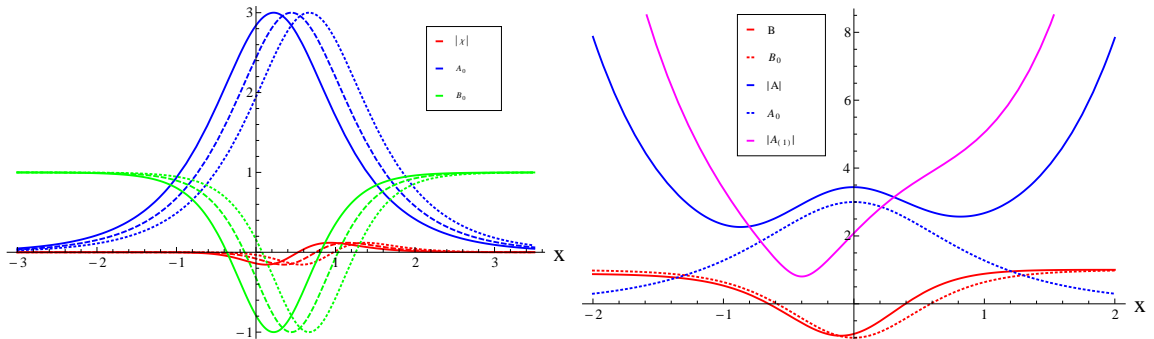 3
2
1
-3 -2 -1 1 2 3 X
-1
|χ|
A₀
B₀
8
6
4
2
-2 -1 1 2 X
B
B₀
|A|
A₀
|A₍₁₎|